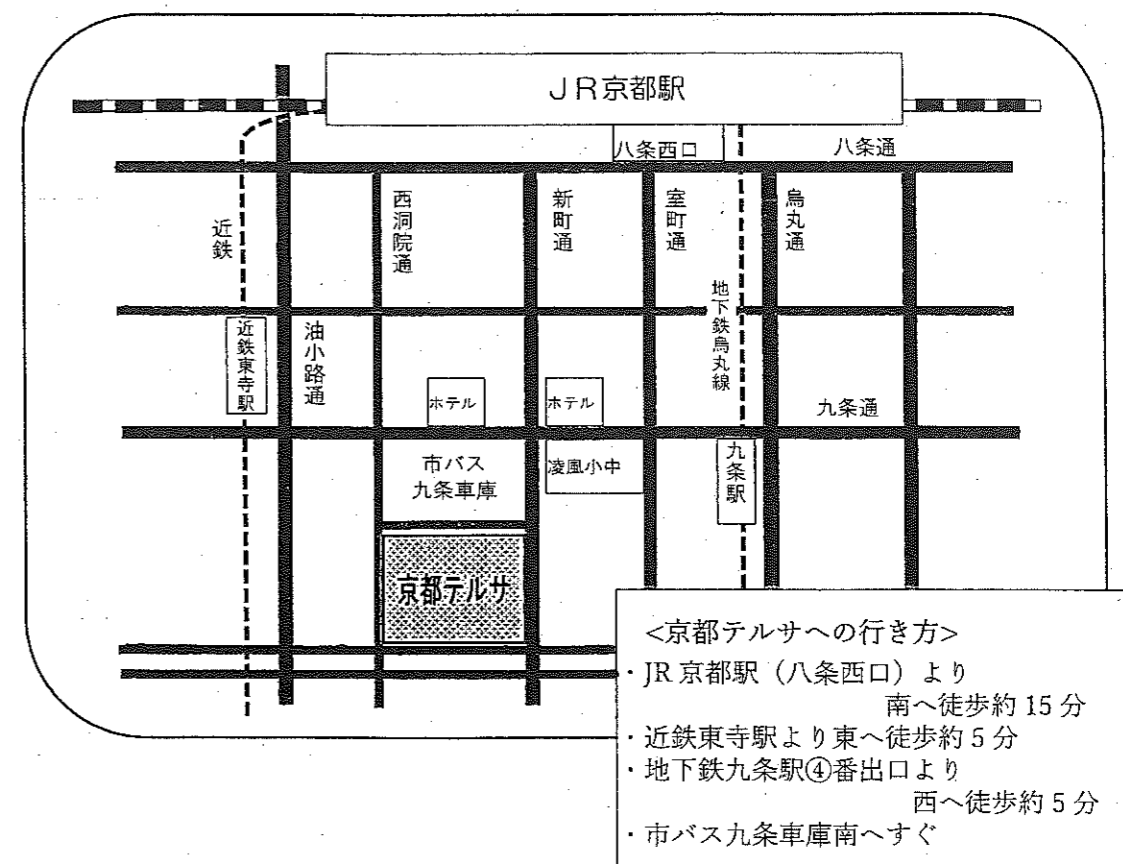 JR京都駅
八条西口
八条通
近鉄
西洞院通
新町通
室町通
烏丸通
地下鉄烏丸線
近鉄東寺駅
油小路通
ホテル
ホテル
九条通
市バス
九条車庫
凌風小中
九条駅
京都テルサ
<京都テルサへの行き方>
・JR京都駅（八条西口）より
南へ徒歩約15分
・近鉄東寺駅より東へ徒歩約5分
・地下鉄九条駅④番出口より
西へ徒歩約5分
・市バス九条車庫南へすぐ